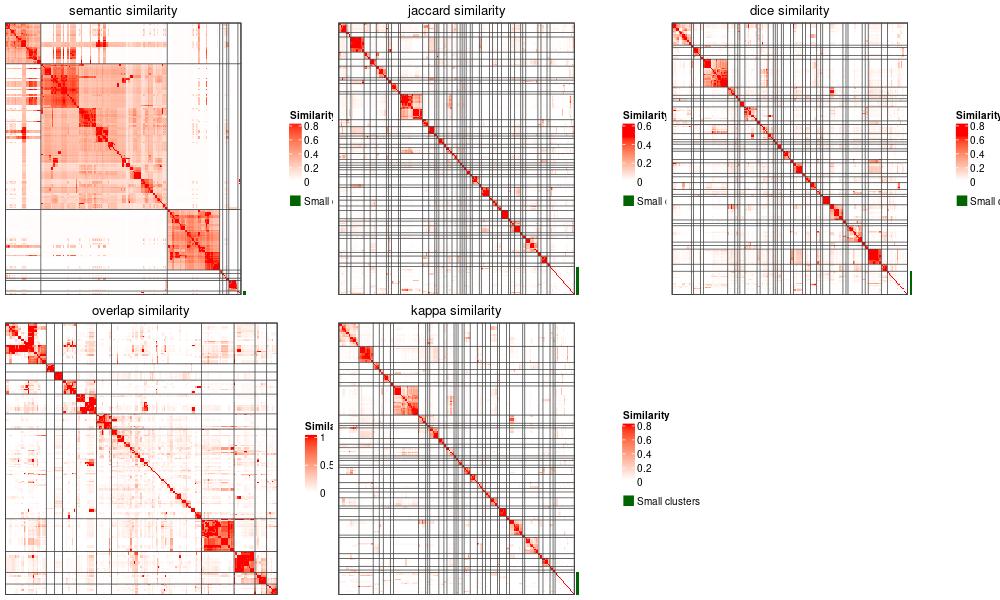 semantic similarity
Similarity
0.8
0.6
0.4
0.2
0
Small
jaccard similarity
Similarity
0.6
0.4
0.2
0
Small
dice similarity
Similarity
0.8
0.6
0.4
0.2
0
Small c
overlap similarity
Simila
1
0.5
0
kappa similarity
Similarity
0.8
0.6
0.4
0.2
0
Small clusters